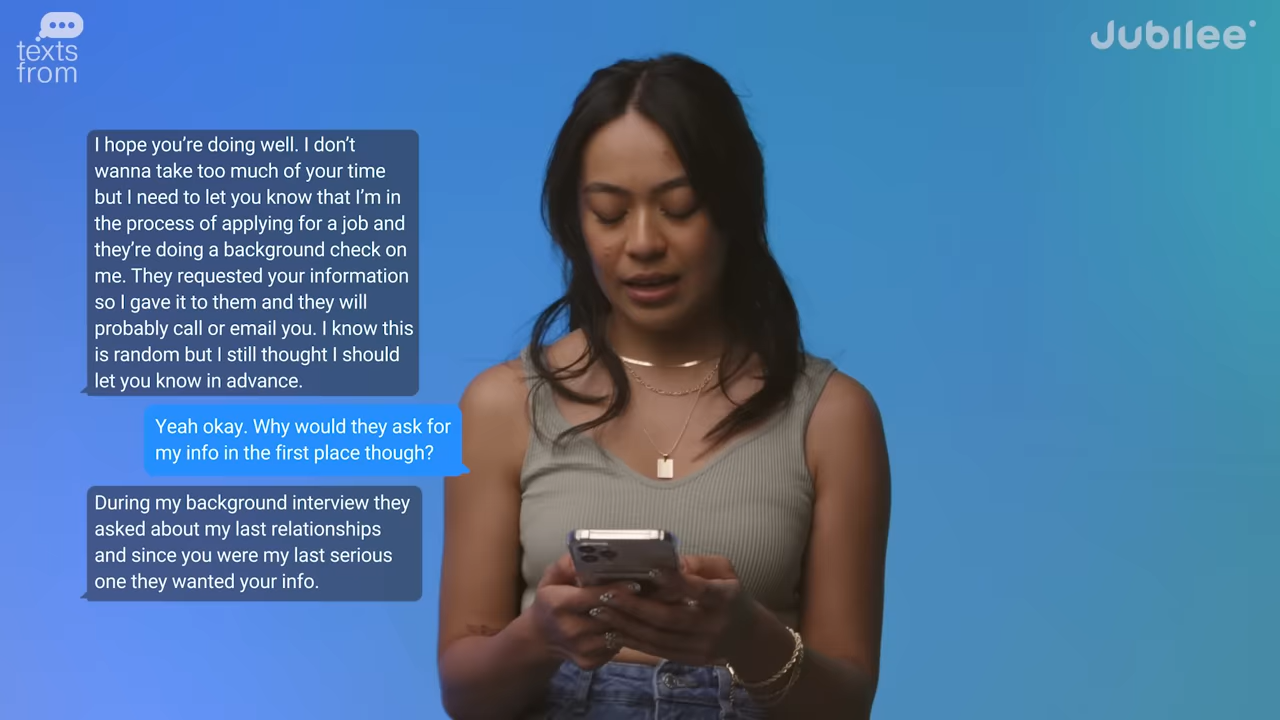 texts
from
Jubilee
I hope you’re doing well. I don’t
wanna take too much of your time
but I need to let you know that I’m in
the process of applying for a job and
they’re doing a background check on
me. They requested your information
so I gave it to them and they will
probably call or email you. I know this
is random but I still thought I should
let you know in advance.
Yeah okay. Why would they ask for
my info in the first place though?
During my background interview they
asked about my last relationships
and since you were my last serious
one they wanted your info.